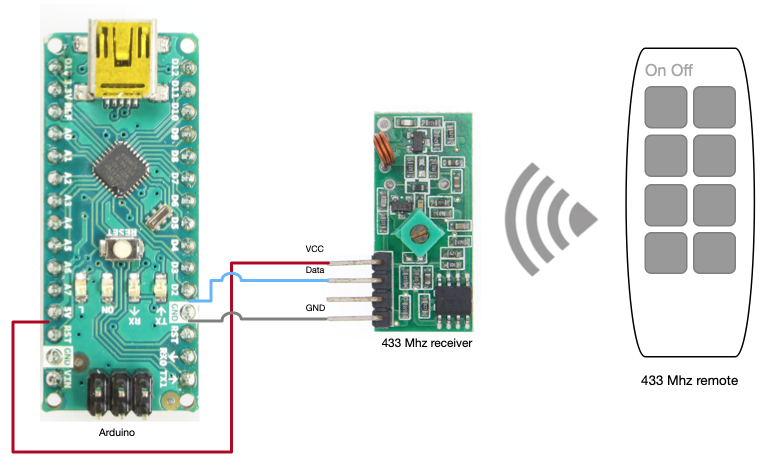 D13 3.3V REF A0 A1 A2 A3 A4 A5 A6 A7 5V RST GND VIN
D12 D11 D10 D9 D8 D7 D6 D5 D4 D3 D2 GND RST RX0 TX1
RESET
L ON RX TX
VCC
Data
GND
On Off
433 Mhz receiver
433 Mhz remote
Arduino